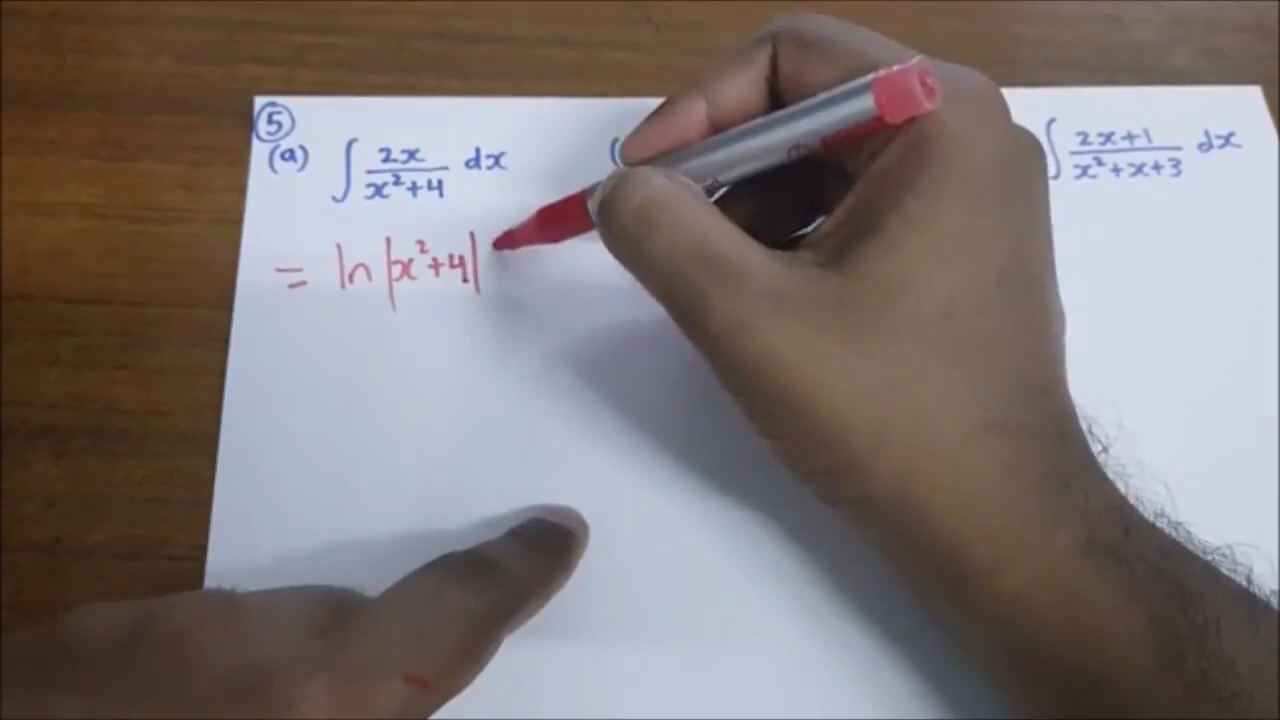 5
(a) ∫ 2x/(x²+4) dx
( ∫ (2x+1)/(x²+x+3) dx
= ln |x²+4|